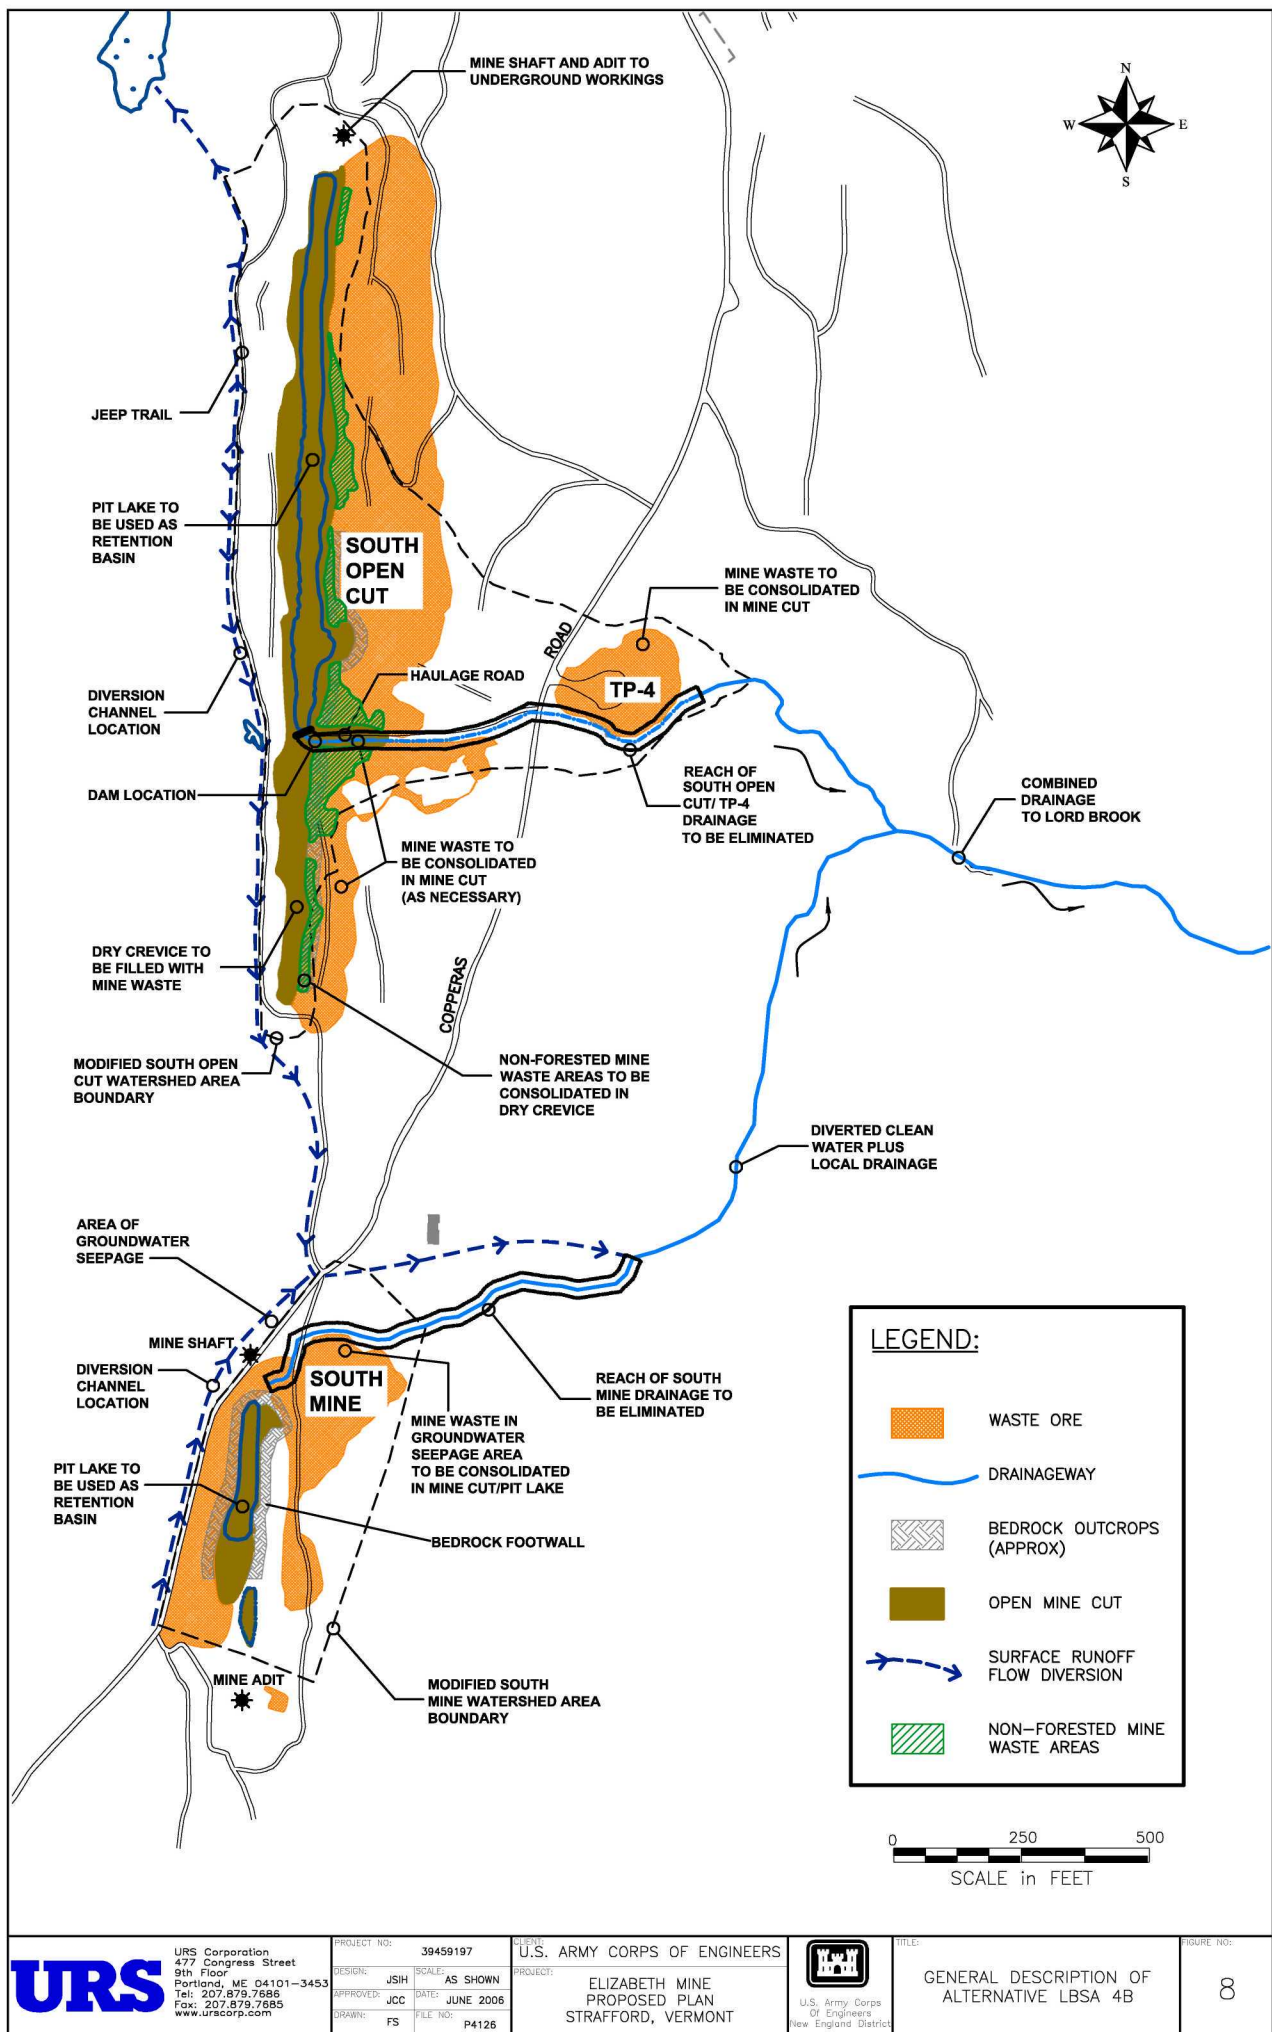 MINE SHAFT AND ADIT TO
UNDERGROUND WORKINGS
N
W
E
S
JEEP TRAIL
PIT LAKE TO
BE USED AS
RETENTION
BASIN
SOUTH
OPEN
CUT
MINE WASTE TO
BE CONSOLIDATED
IN MINE CUT
ROAD
HAULAGE ROAD
TP-4
DIVERSION
CHANNEL
LOCATION
DAM LOCATION
REACH OF
SOUTH OPEN
CUT/ TP-4
DRAINAGE
TO BE ELIMINATED
COMBINED
DRAINAGE
TO LORD BROOK
MINE WASTE TO
BE CONSOLIDATED
IN MINE CUT
(AS NECESSARY)
DRY CREVICE TO
BE FILLED WITH
MINE WASTE
COPPERAS
MODIFIED SOUTH OPEN
CUT WATERSHED AREA
BOUNDARY
NON-FORESTED MINE
WASTE AREAS TO BE
CONSOLIDATED IN
DRY CREVICE
DIVERTED CLEAN
WATER PLUS
LOCAL DRAINAGE
AREA OF
GROUNDWATER
SEEPAGE
MINE SHAFT
DIVERSION
CHANNEL
LOCATION
SOUTH
MINE
REACH OF SOUTH
MINE DRAINAGE TO
BE ELIMINATED
MINE WASTE IN
GROUNDWATER
SEEPAGE AREA
TO BE CONSOLIDATED
IN MINE CUT/PIT LAKE
PIT LAKE TO
BE USED AS
RETENTION
BASIN
BEDROCK FOOTWALL
MINE ADIT
MODIFIED SOUTH
MINE WATERSHED AREA
BOUNDARY
LEGEND:
WASTE ORE
DRAINAGEWAY
BEDROCK OUTCROPS
(APPROX)
OPEN MINE CUT
SURFACE RUNOFF
FLOW DIVERSION
NON-FORESTED MINE
WASTE AREAS
0 250 500
SCALE in FEET
URS
URS Corporation
477 Congress Street
9th Floor
Portland, ME 04101-3453
Tel: 207.879.7686
Fax: 207.879.7685
www.urscorp.com
PROJECT NO: 39459197
DESIGN: JSIH
SCALE: AS SHOWN
APPROVED: JCC
DATE: JUNE 2006
DRAWN: FS
FILE NO: P4126
CLIENT:
U.S. ARMY CORPS OF ENGINEERS
PROJECT:
ELIZABETH MINE
PROPOSED PLAN
STRAFFORD, VERMONT
U.S. Army Corps
Of Engineers
New England District
TITLE:
GENERAL DESCRIPTION OF
ALTERNATIVE LBSA 4B
FIGURE NO:
8